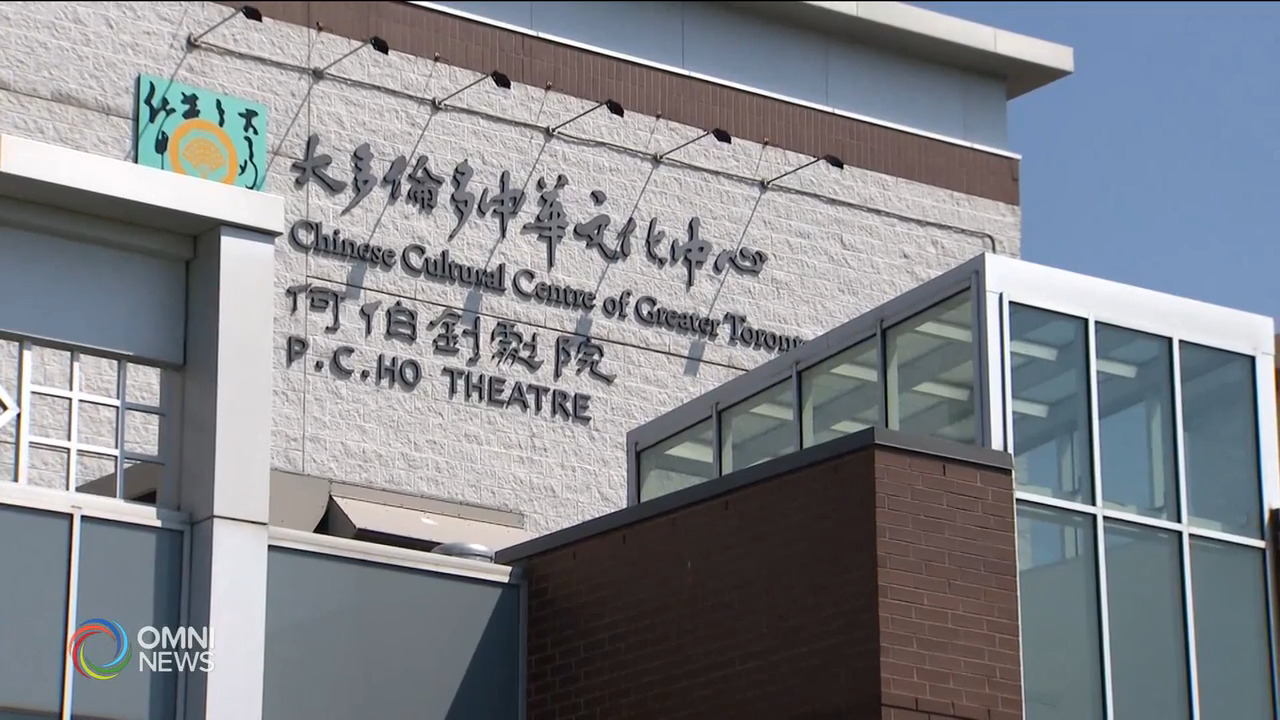 大多倫多中華文化中心
Chinese Cultural Centre of Greater Toron
何伯釗劇院
P.C.HO THEATRE
OMNI
NEWS